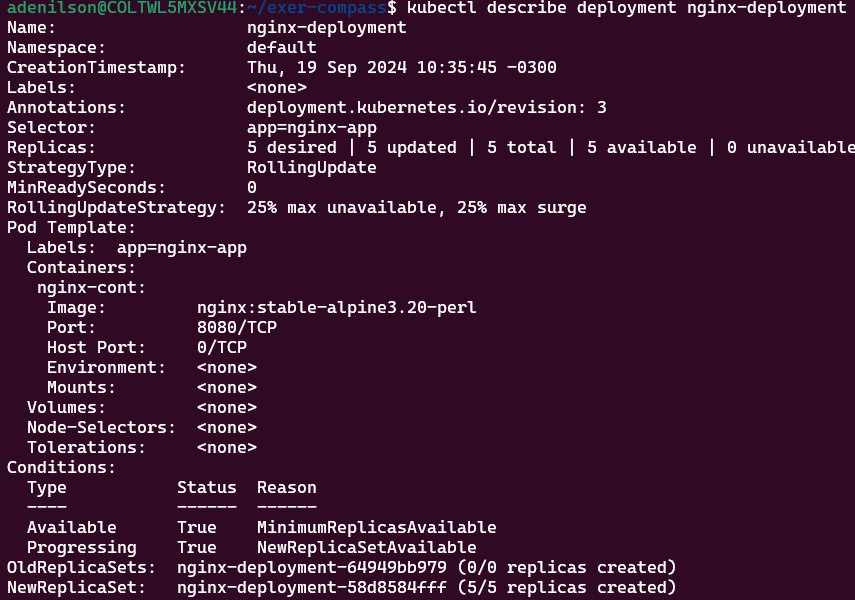 adenilson@COLTWL5MXSV44:~/exer-compass$ kubectl describe deployment nginx-deployment
Name:                   nginx-deployment
Namespace:              default
CreationTimestamp:      Thu, 19 Sep 2024 10:35:45 -0300
Labels:                 <none>
Annotations:            deployment.kubernetes.io/revision: 3
Selector:               app=nginx-app
Replicas:               5 desired | 5 updated | 5 total | 5 available | 0 unavailable
StrategyType:           RollingUpdate
MinReadySeconds:        0
RollingUpdateStrategy:  25% max unavailable, 25% max surge
Pod Template:
  Labels:  app=nginx-app
  Containers:
   nginx-cont:
    Image:         nginx:stable-alpine3.20-perl
    Port:          8080/TCP
    Host Port:     0/TCP
    Environment:   <none>
    Mounts:        <none>
  Volumes:         <none>
  Node-Selectors:  <none>
  Tolerations:     <none>
Conditions:
  Type           Status  Reason
  ----           ------  ------
  Available      True    MinimumReplicasAvailable
  Progressing    True    NewReplicaSetAvailable
OldReplicaSets:  nginx-deployment-64949bb979 (0/0 replicas created)
NewReplicaSet:   nginx-deployment-58d8584fff (5/5 replicas created)